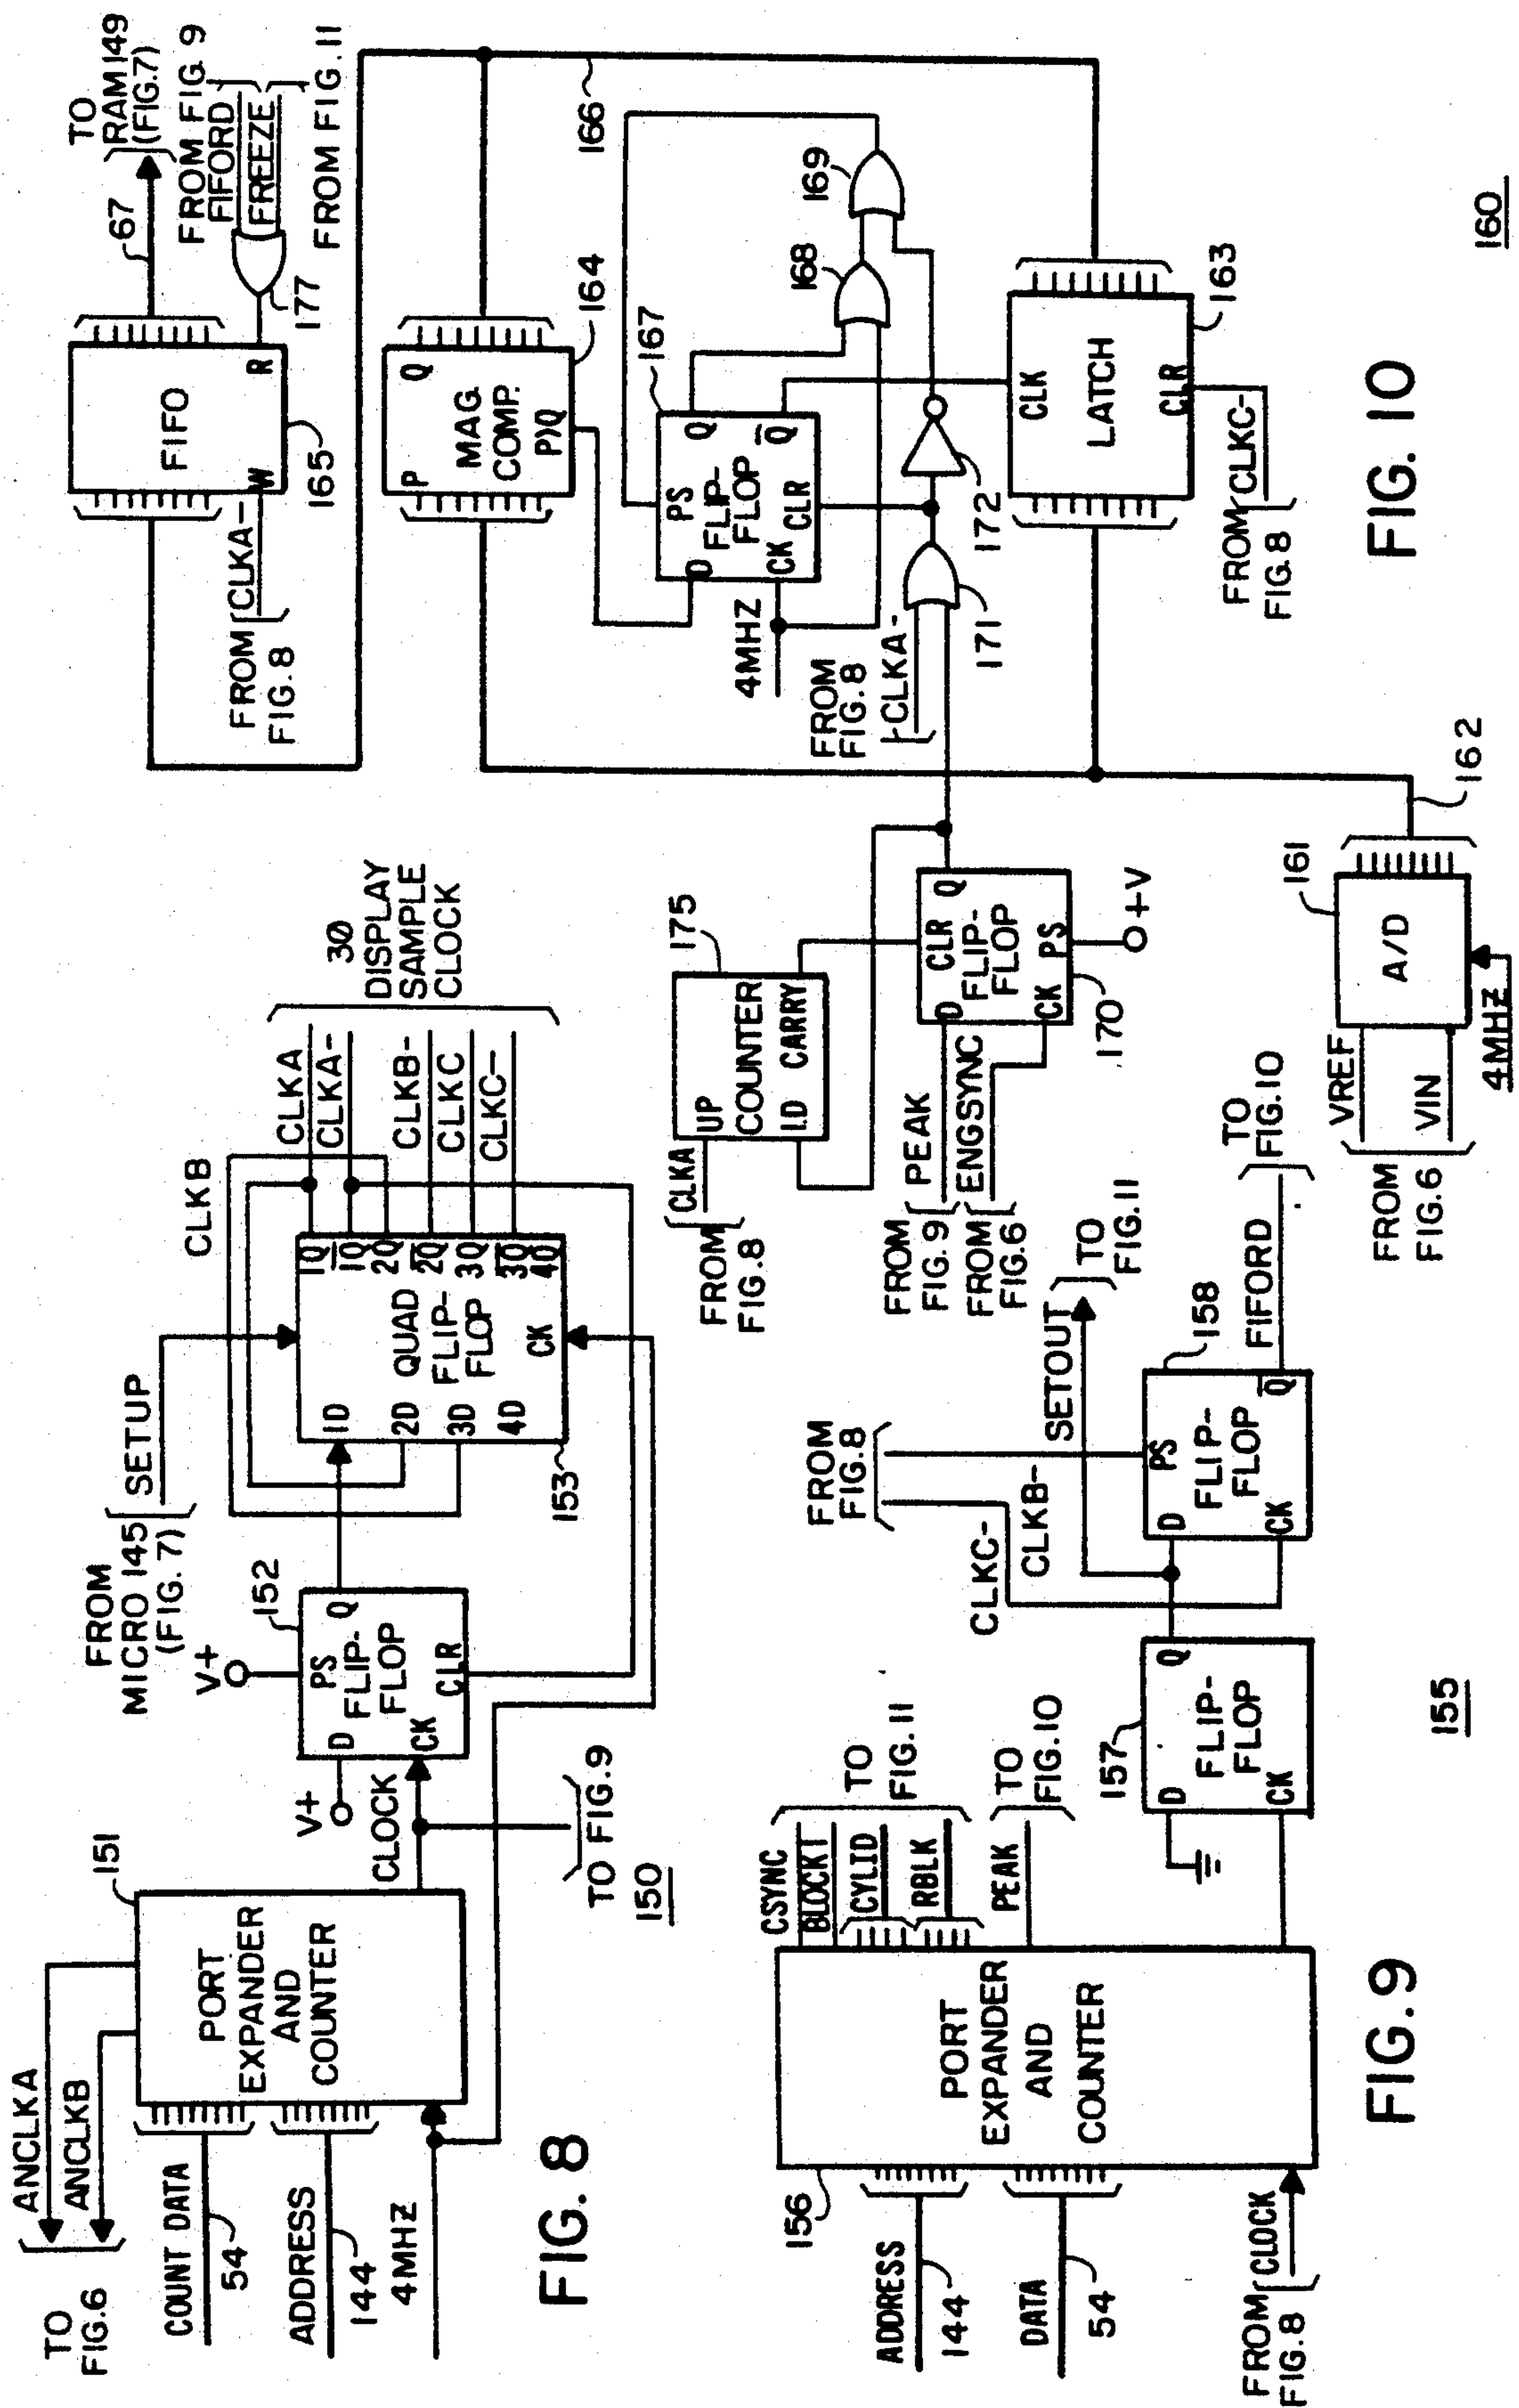 TO
FIG.6
ANCLKA
ANCLKB
COUNT DATA
54
ADDRESS
144
4MHZ
151
PORT
EXPANDER
AND
COUNTER
CLOCK
TO FIG.9
150
V+
V+
152
D
PS
Q
FLIP-
FLOP
CK
CLR
FROM
MICRO 145
(FIG. 7)
SETUP
153
1D
2D
3D
4D
QUAD
FLIP-
FLOP
CK
1Q
1Q
2Q
2Q
3Q
3Q
4Q
CLKB
CLKA
CLKA-
CLKB-
CLKC
CLKC-
30
DISPLAY
SAMPLE
CLOCK
FIG. 8
156
ADDRESS
144
DATA
54
FROM
FIG.8
CLOCK
PORT
EXPANDER
AND
COUNTER
CSYNC
BLOCKT
CYLID
RBLK
TO
FIG.11
PEAK
TO
FIG.10
157
D
Q
FLIP-
FLOP
CK
155
FROM
FIG.8
CLKC-
CLKB-
SETOUT
TO
FIG.11
158
D
PS
FLIP-
FLOP
CK
Q
FIFORD
TO
FIG.10
FIG. 9
FROM
FIG.8
CLKA
UP
COUNTER
LD CARRY
175
FROM
FIG.9
PEAK
FROM
FIG.6
ENGSYNC
D
CLR
Q
FLIP-
FLOP
CK
PS
170
+V
FROM
FIG.6
VREF
VIN
A/D
161
4MHZ
162
FIFO
W
R
165
FROM
FIG.8
CLKA-
67
TO
RAM 149
(FIG.7)
FROM FIG. 9
FIFORD
FREEZE
FROM FIG. 11
177
P
Q
MAG.
COMP.
P⟩Q
164
166
D
PS
Q
FLIP-
FLOP
CK
CLR
Q
167
4MHZ
168
169
FROM
FIG.8
CLKA-
171
172
CLK
LATCH
CLR
163
FROM
FIG.8
CLKC-
160
FIG. 10